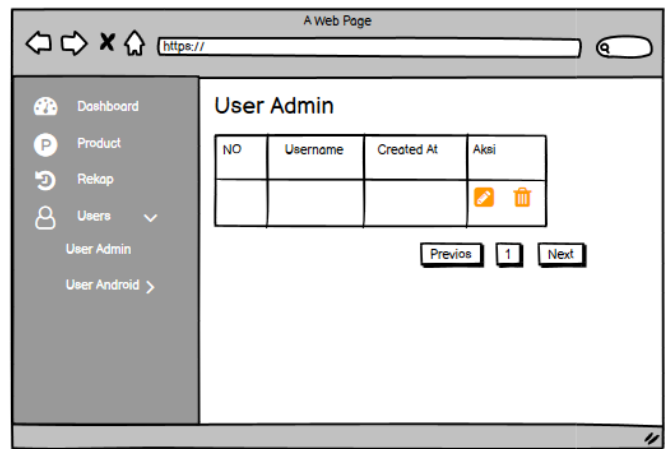 A Web Page
https://
Dashboard
P
Product
Rekap
Users
User Admin
User Android
User Admin
NO Username Created At Aksi
Previos 1 Next